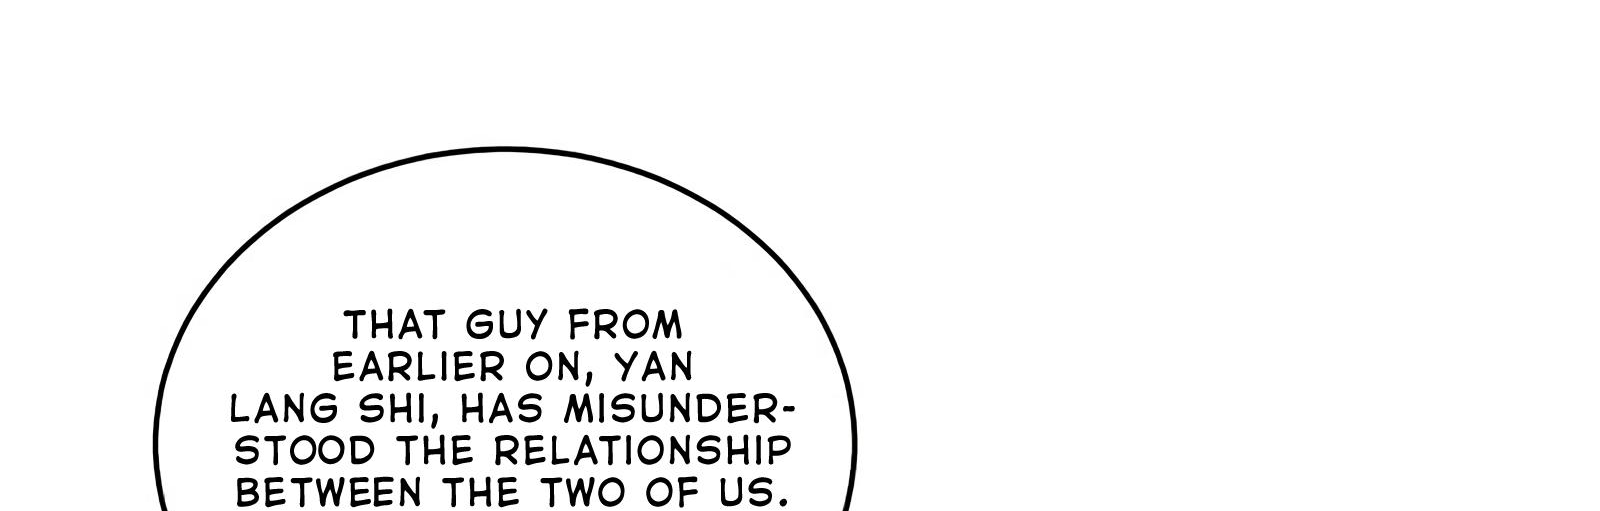 THAT GUY FROM
EARLIER ON, YAN
LANG SHI, HAS MISUNDER-
STOOD THE RELATIONSHIP
BETWEEN THE TWO OF US.